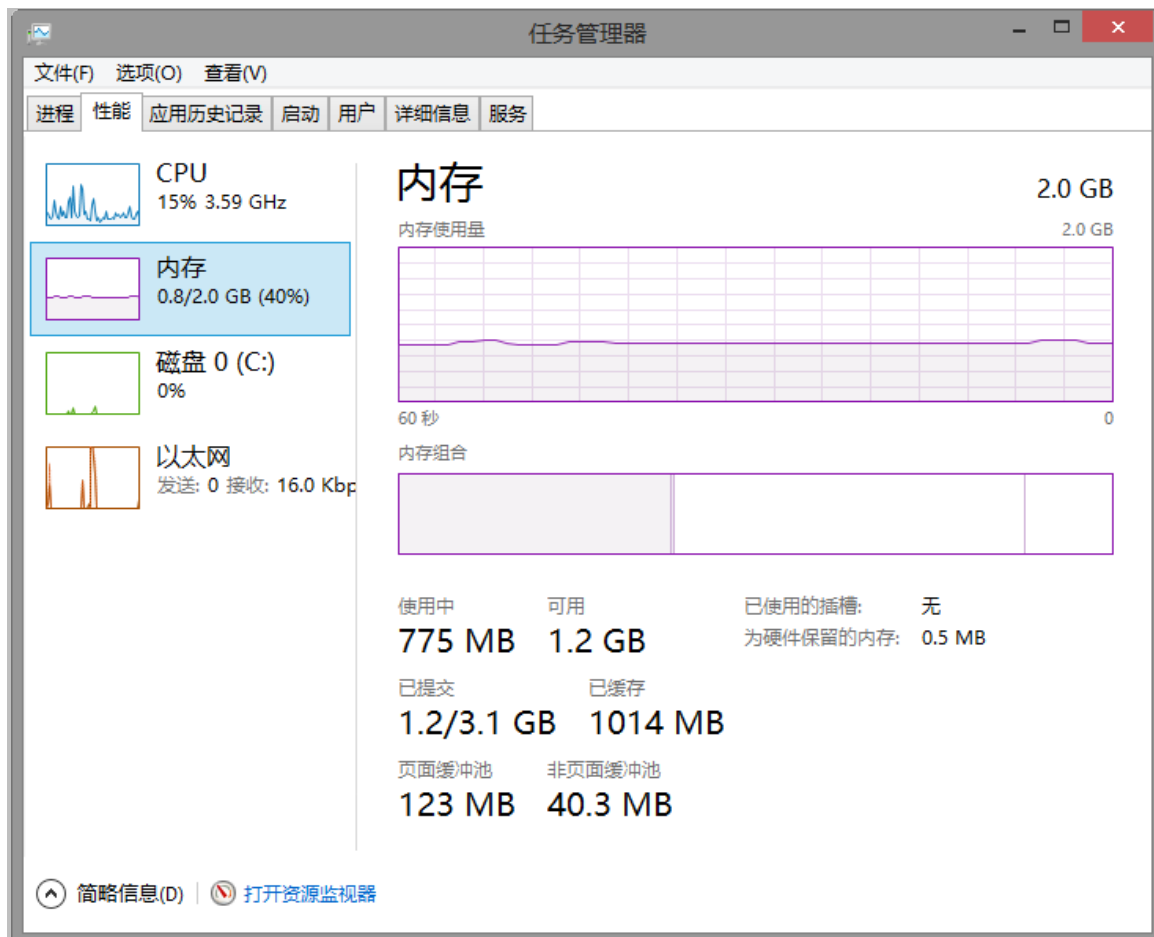 任务管理器
文件(F) 选项(O) 查看(V)
进程 性能 应用历史记录 启动 用户 详细信息 服务
CPU
15% 3.59 GHz
内存
0.8/2.0 GB (40%)
磁盘 0 (C:)
0%
以太网
发送: 0 接收: 16.0 Kbp
内存 2.0 GB
内存使用量 2.0 GB
60 秒 0
内存组合
使用中 可用 已使用的插槽: 无
775 MB 1.2 GB 为硬件保留的内存: 0.5 MB
已提交 已缓存
1.2/3.1 GB 1014 MB
页面缓冲池 非页面缓冲池
123 MB 40.3 MB
简略信息(D) 打开资源监视器